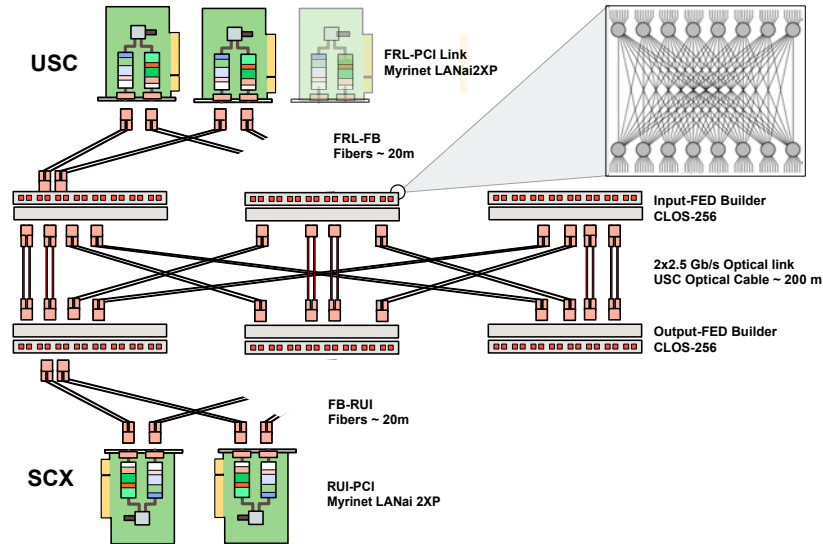 USC
FRL-PCI Link
Myrinet LANai2XP
FRL-FB
Fibers ~ 20m
Input-FED Builder
CLOS-256
2x2.5 Gb/s Optical link
USC Optical Cable ~ 200 m
Output-FED Builder
CLOS-256
FB-RUI
Fibers ~ 20m
SCX
RUI-PCI
Myrinet LANai 2XP